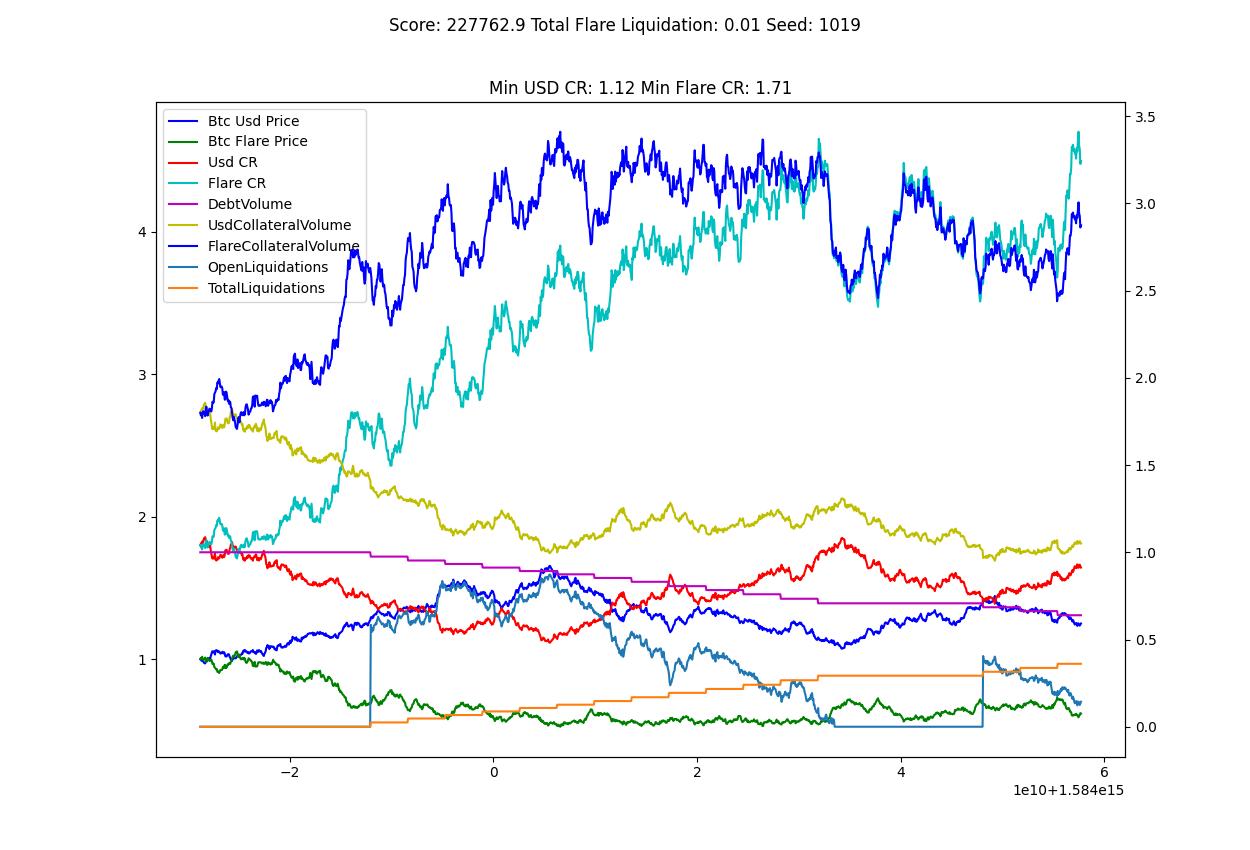 Score: 227762.9 Total Flare Liquidation: 0.01 Seed: 1019
Min USD CR: 1.12 Min Flare CR: 1.71
Btc Usd Price
Btc Flare Price
Usd CR
Flare CR
DebtVolume
UsdCollateralVolume
FlareCollateralVolume
OpenLiquidations
TotalLiquidations
4
3
2
1
3.5
3.0
2.5
2.0
1.5
1.0
0.5
0.0
−2 0 2 4 6
1e10+1.584e15